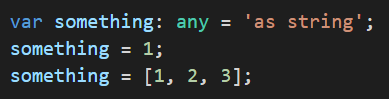 var something: any = 'as string';
something = 1;
something = [1, 2, 3];